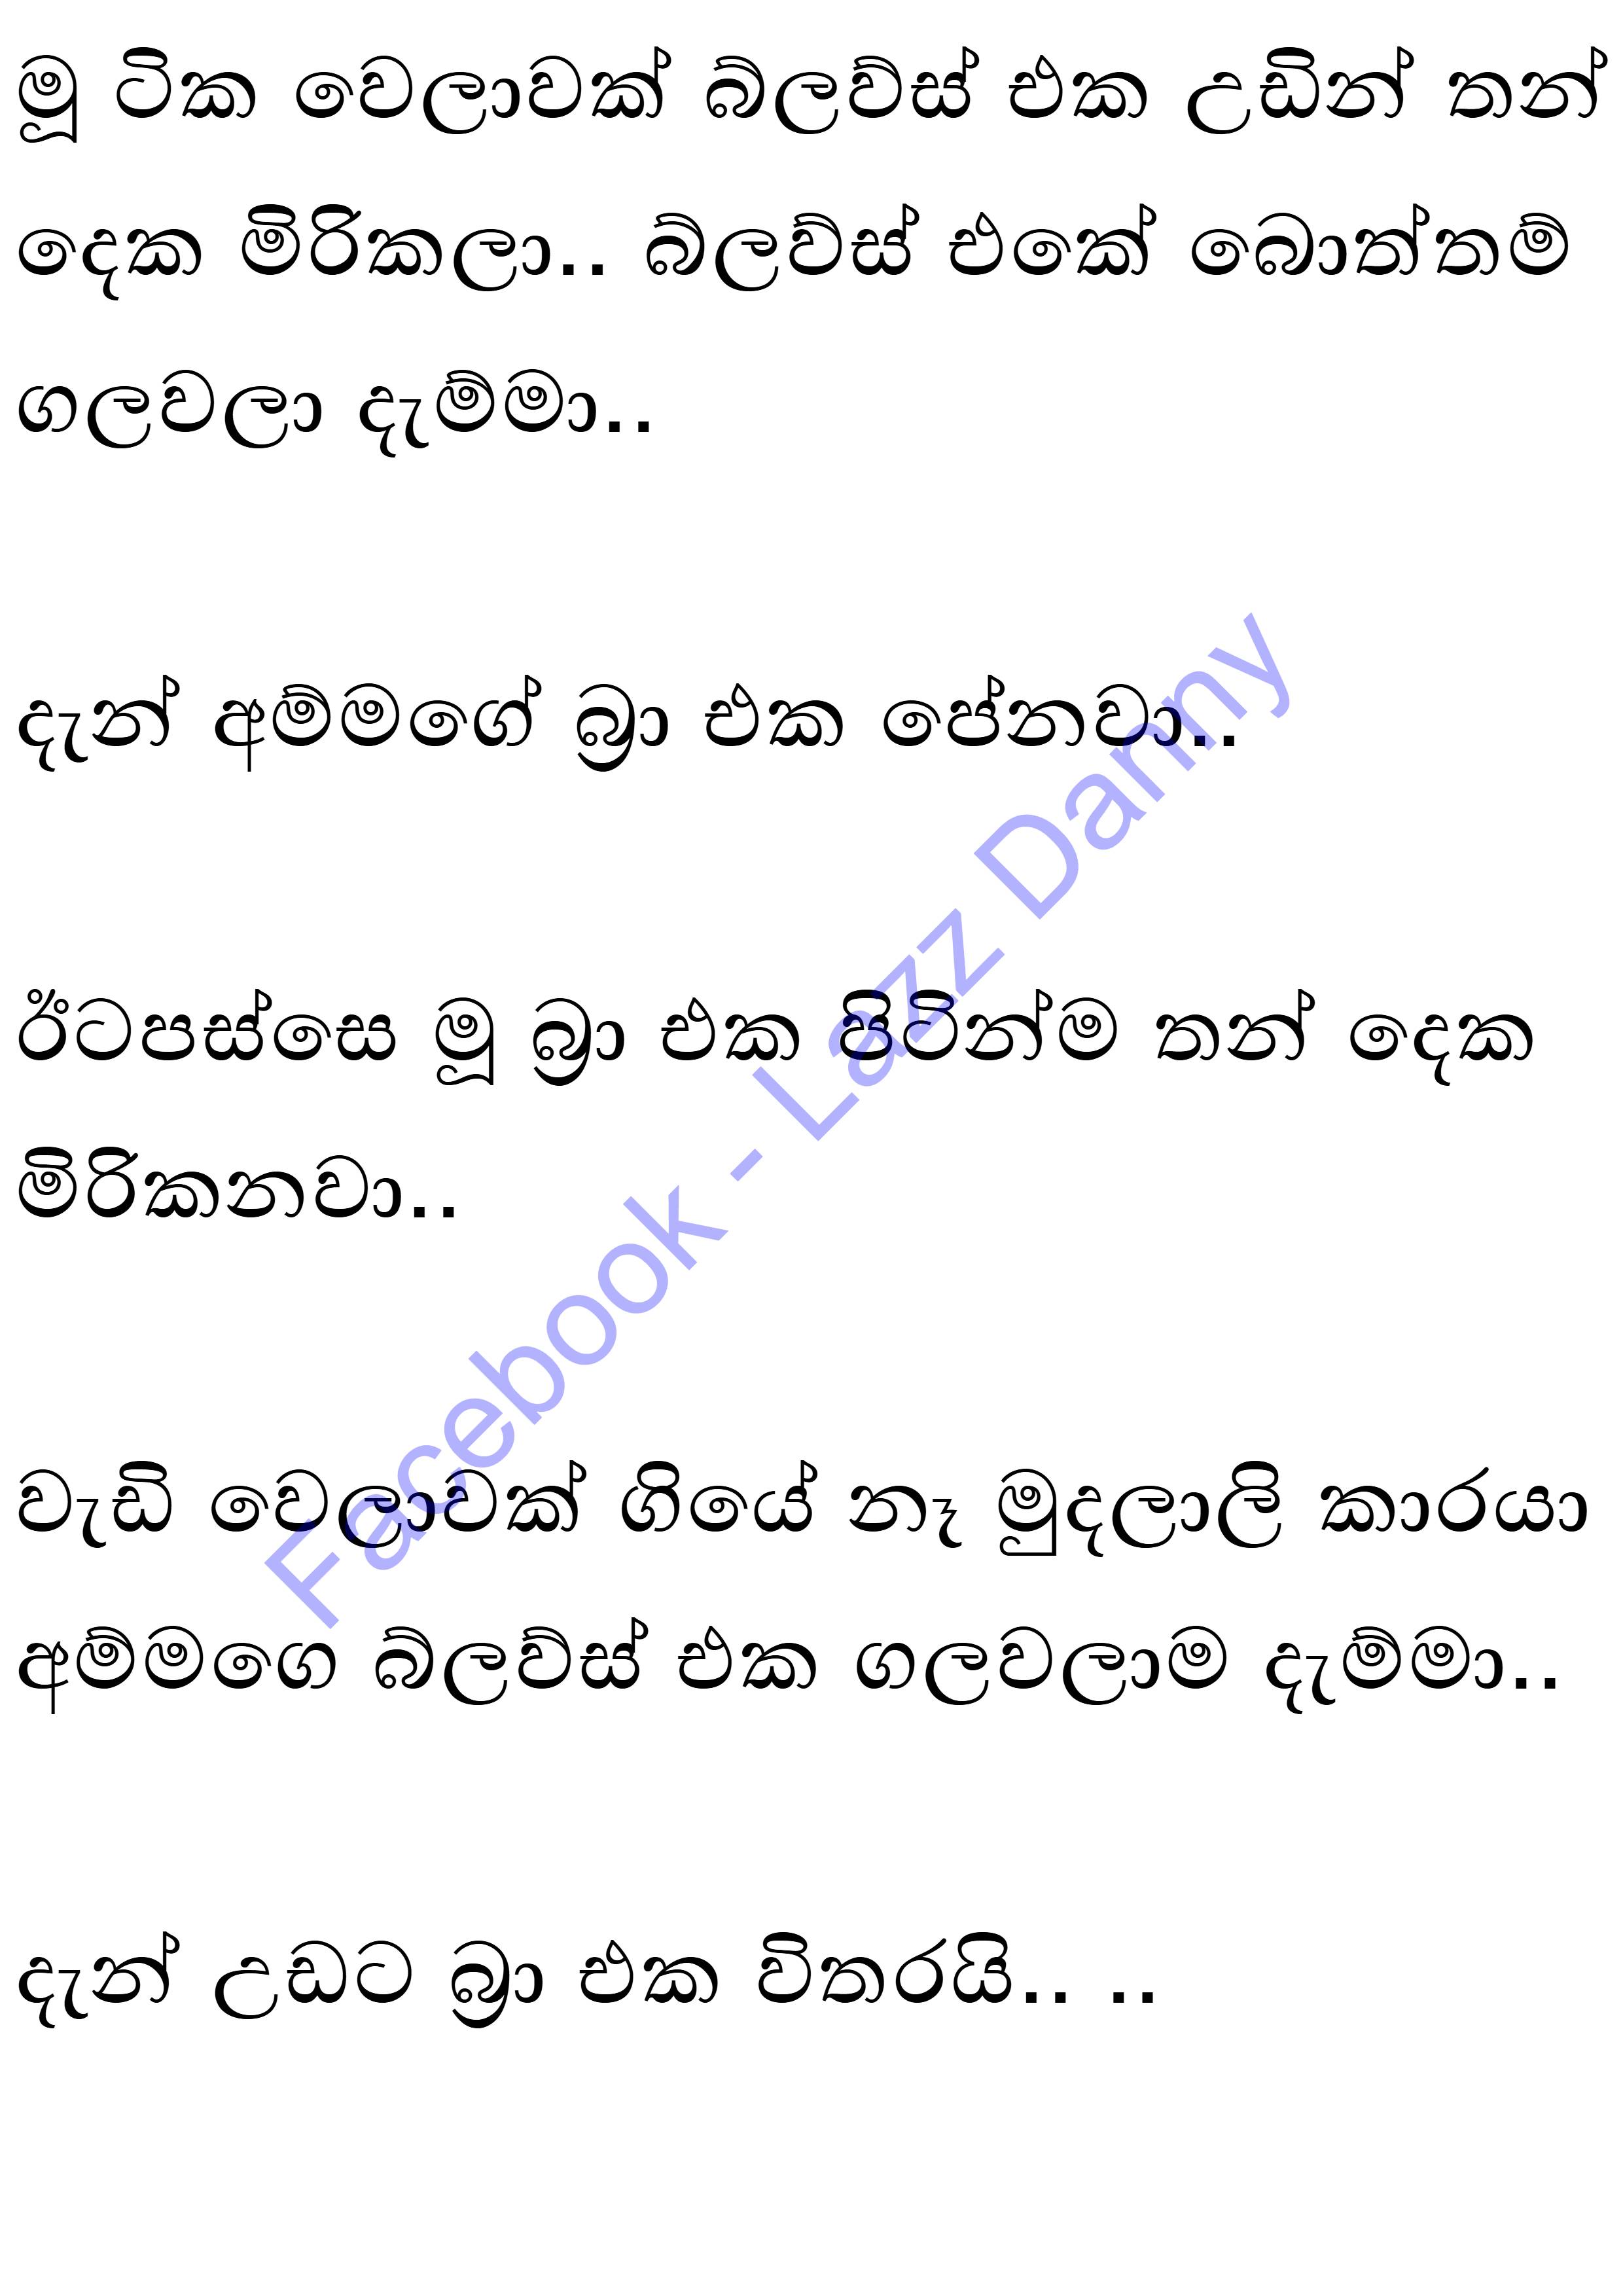 මූ ටික වෙලාවක් බ්ලව්ස් එක උඩින් තන්
දෙක මිරිකලා.. බ්ලව්ස් එකේ බොත්තම්
ගලවලා දැම්මා..
දැන් අම්මගේ බ්‍රා එක පේනවා..
ඊටපස්සෙ මූ බ්‍රා එක පිටින්ම තන් දෙක
මිරිකනවා..
වැඩි වෙලාවක් ගියේ නෑ මුදලාලි කාරයා
අම්මගෙ බ්ලව්ස් එක ගලවලාම දැම්මා..
දැන් උඩට බ්‍රා එක විතරයි.. ..
Facebook - Lazz Danny